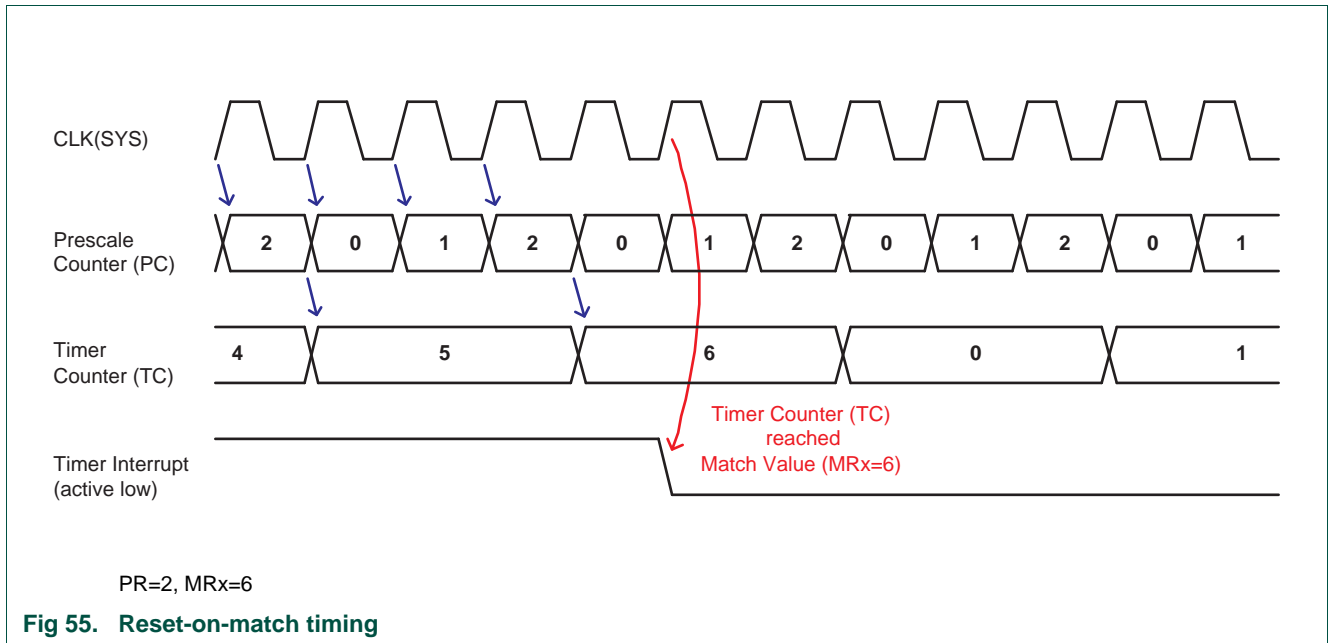 CLK(SYS)
Prescale
Counter (PC)
2 0 1 2 0 1 2 0 1 2 0 1
Timer
Counter (TC)
4 5 6 0 1
Timer Interrupt
(active low)
Timer Counter (TC)
reached
Match Value (MRx=6)
PR=2, MRx=6
Fig 55. Reset-on-match timing